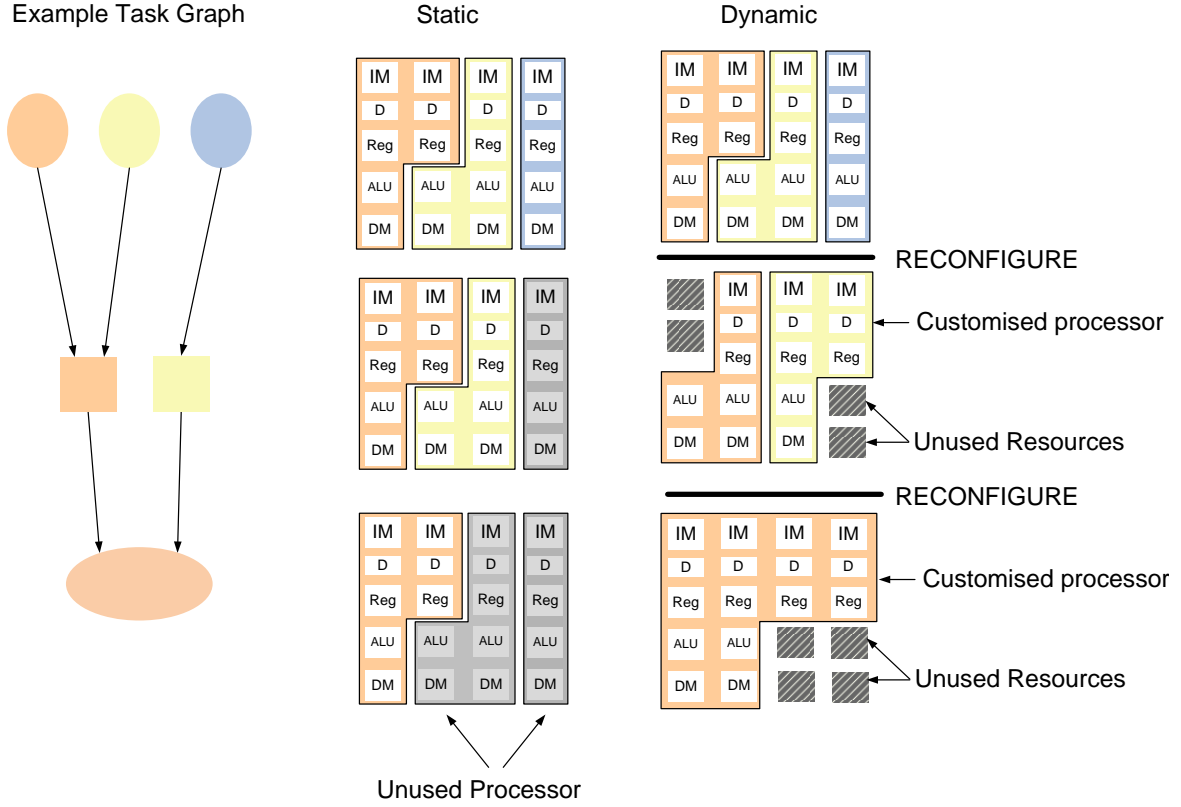 Example Task Graph
Static
Dynamic
IM IM IM IM
D D D D
Reg Reg Reg Reg
ALU ALU ALU ALU
DM DM DM DM
IM IM IM IM
D D D D
Reg Reg Reg Reg
ALU ALU ALU ALU
DM DM DM DM
RECONFIGURE
IM IM IM IM
D D D D
Reg Reg Reg Reg
ALU ALU ALU ALU
DM DM DM DM
IM IM IM
D D D
Reg Reg Reg
ALU ALU ALU
DM DM DM
Customised processor
Unused Resources
RECONFIGURE
IM IM IM IM
D D D D
Reg Reg Reg Reg
ALU ALU ALU ALU
DM DM DM DM
IM IM IM IM
D D D D
Reg Reg Reg Reg
ALU ALU
DM DM
Customised processor
Unused Resources
Unused Processor